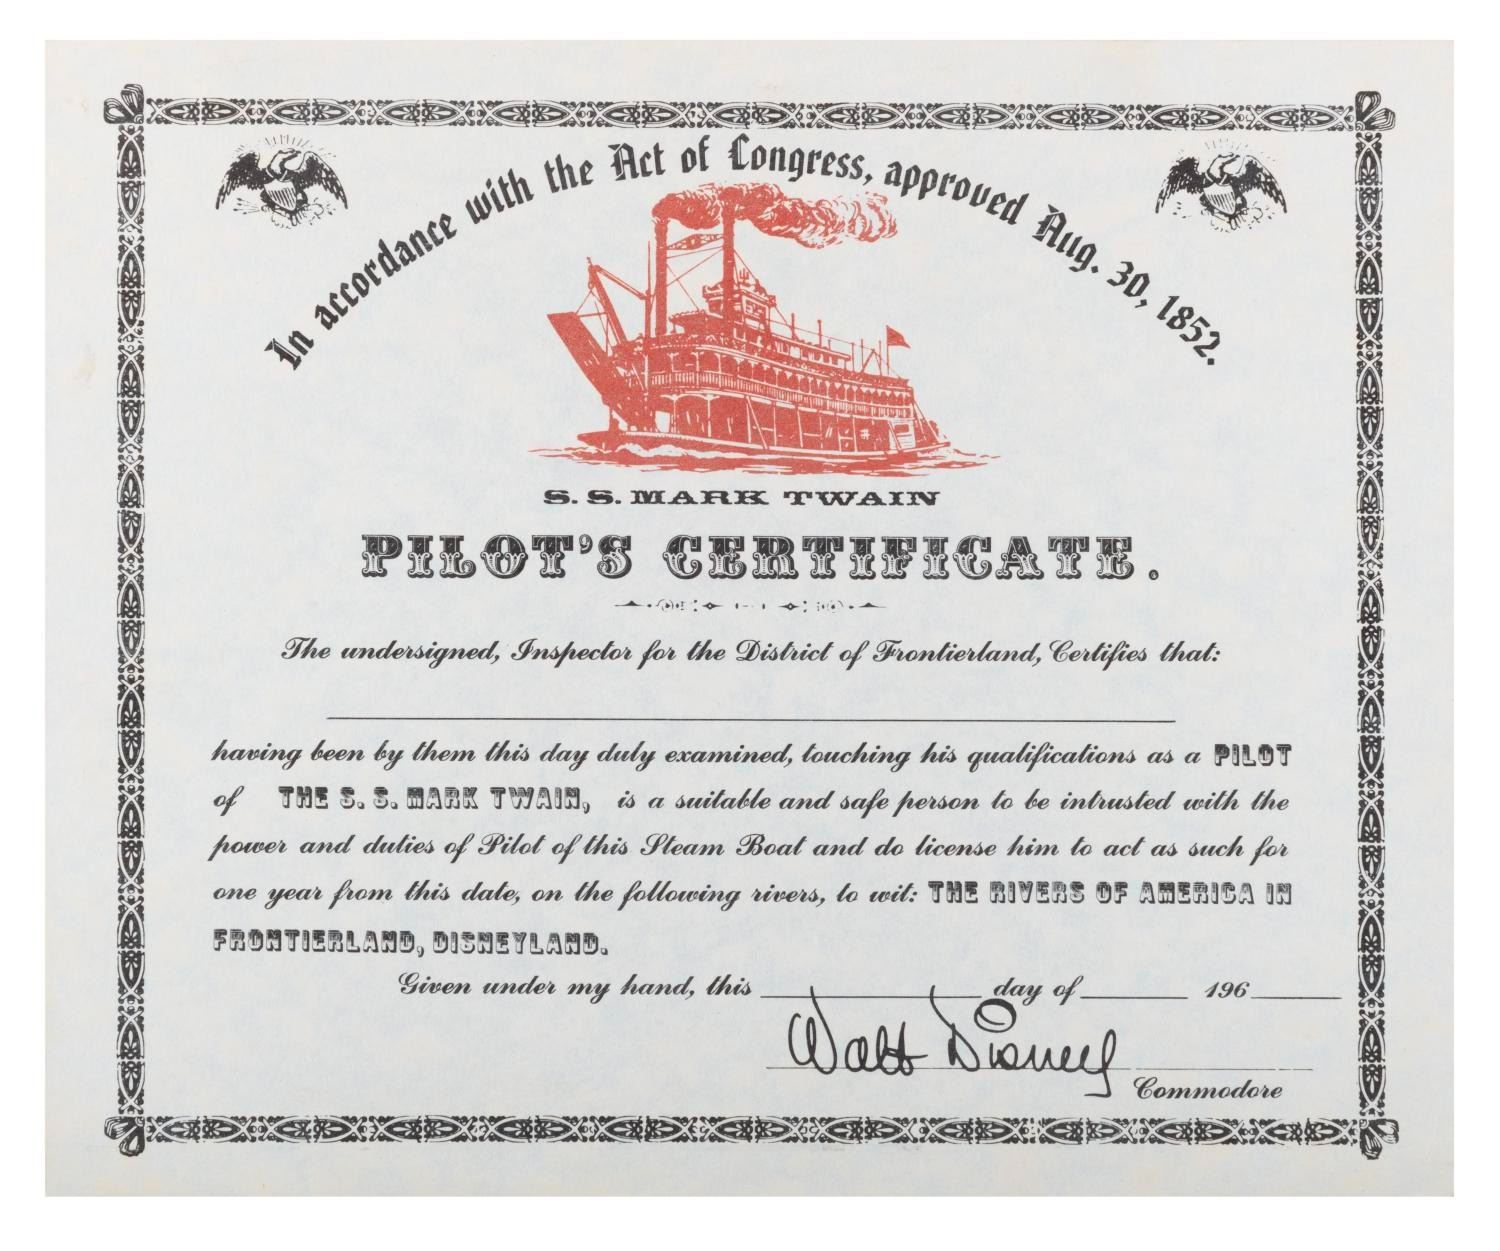 In accordance with the Act of Congress, approved Aug. 30, 1852.
S. S. MARK TWAIN
PILOT'S CERTIFICATE.
The undersigned, Inspector for the District of Frontierland, Certifies that:
having been by them this day duly examined, touching his qualifications as a PILOT
of THE S. S. MARK TWAIN, is a suitable and safe person to be intrusted with the
power and duties of Pilot of this Steam Boat and do license him to act as such for
one year from this date, on the following rivers, to wit: THE RIVERS OF AMERICA IN
FRONTIERLAND, DISNEYLAND.
Given under my hand, this day of 196
Walt Disney
Commodore